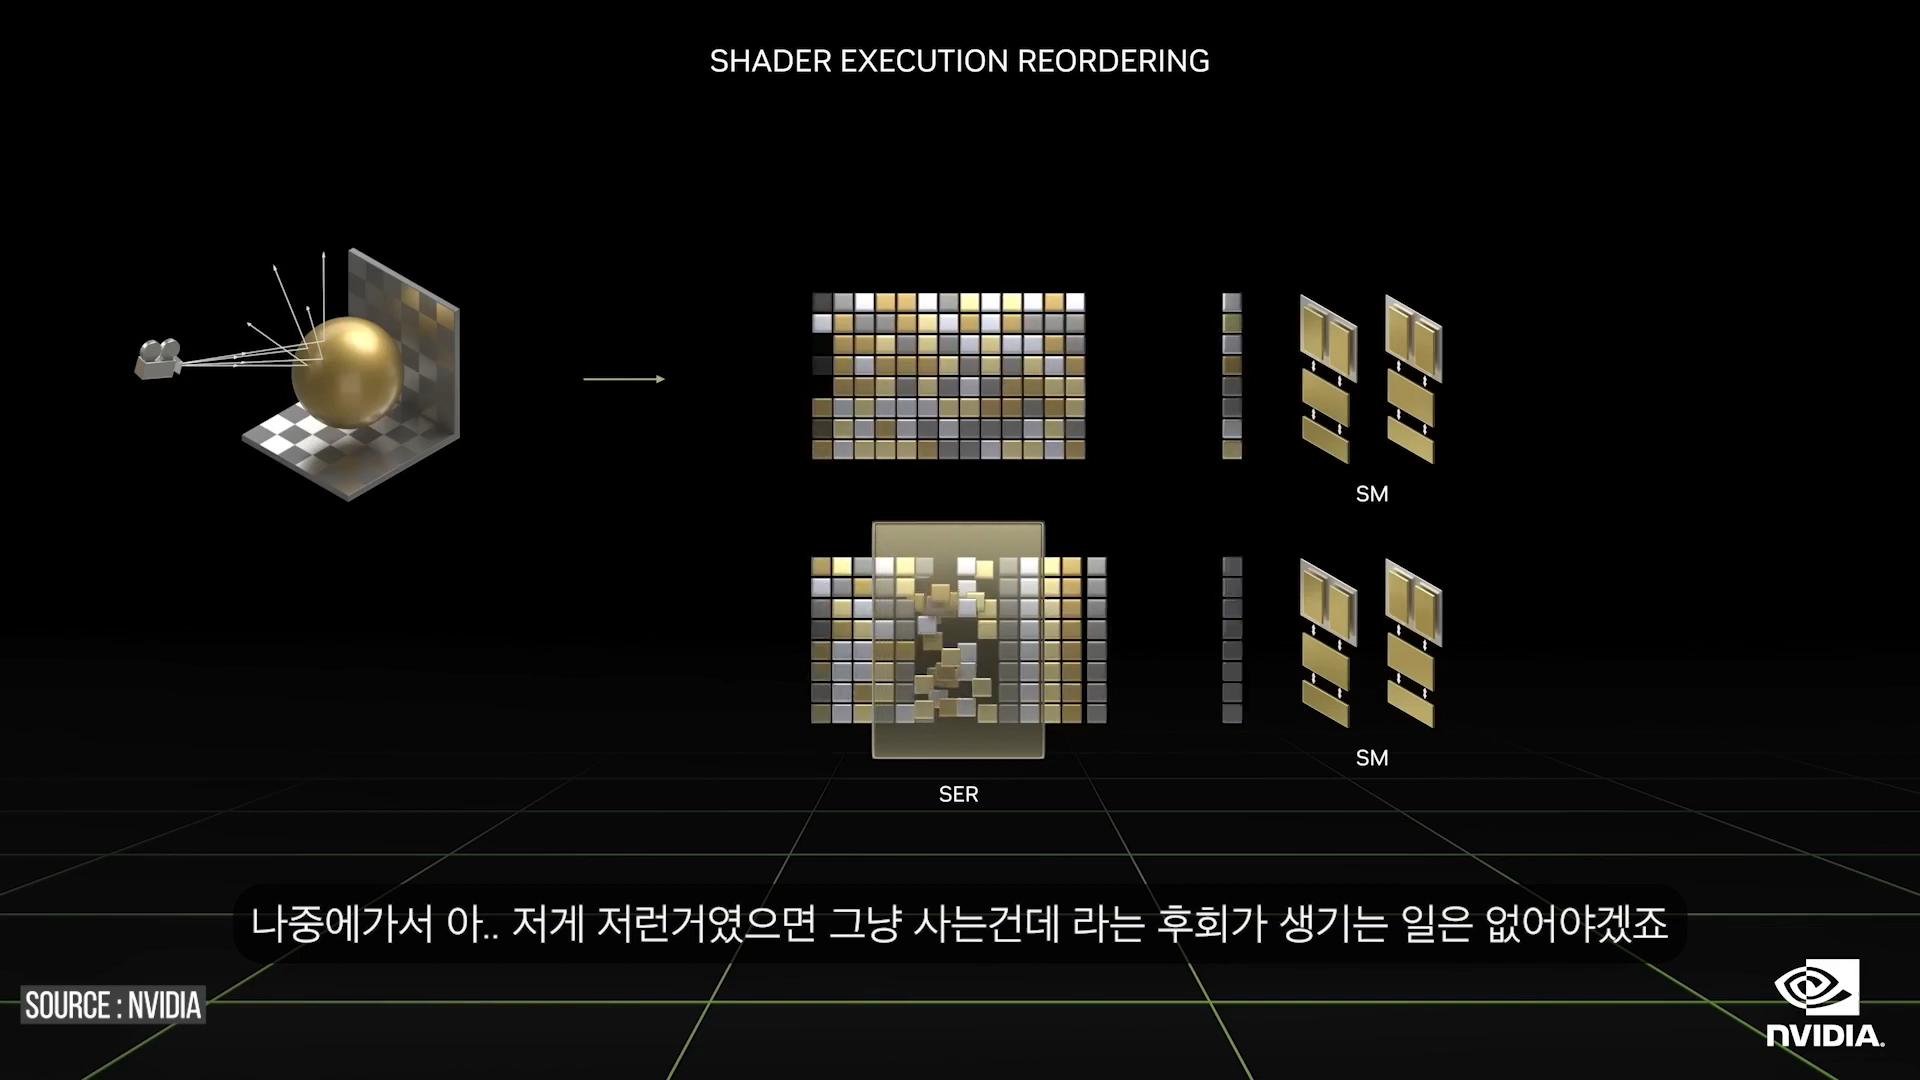 SHADER EXECUTION REORDERING
SM
SM
SER
나중에가서 아.. 저게 저런거였으면 그냥 사는건데 라는 후회가 생기는 일은 없어야겠죠
SOURCE : NVIDIA
NVIDIA.